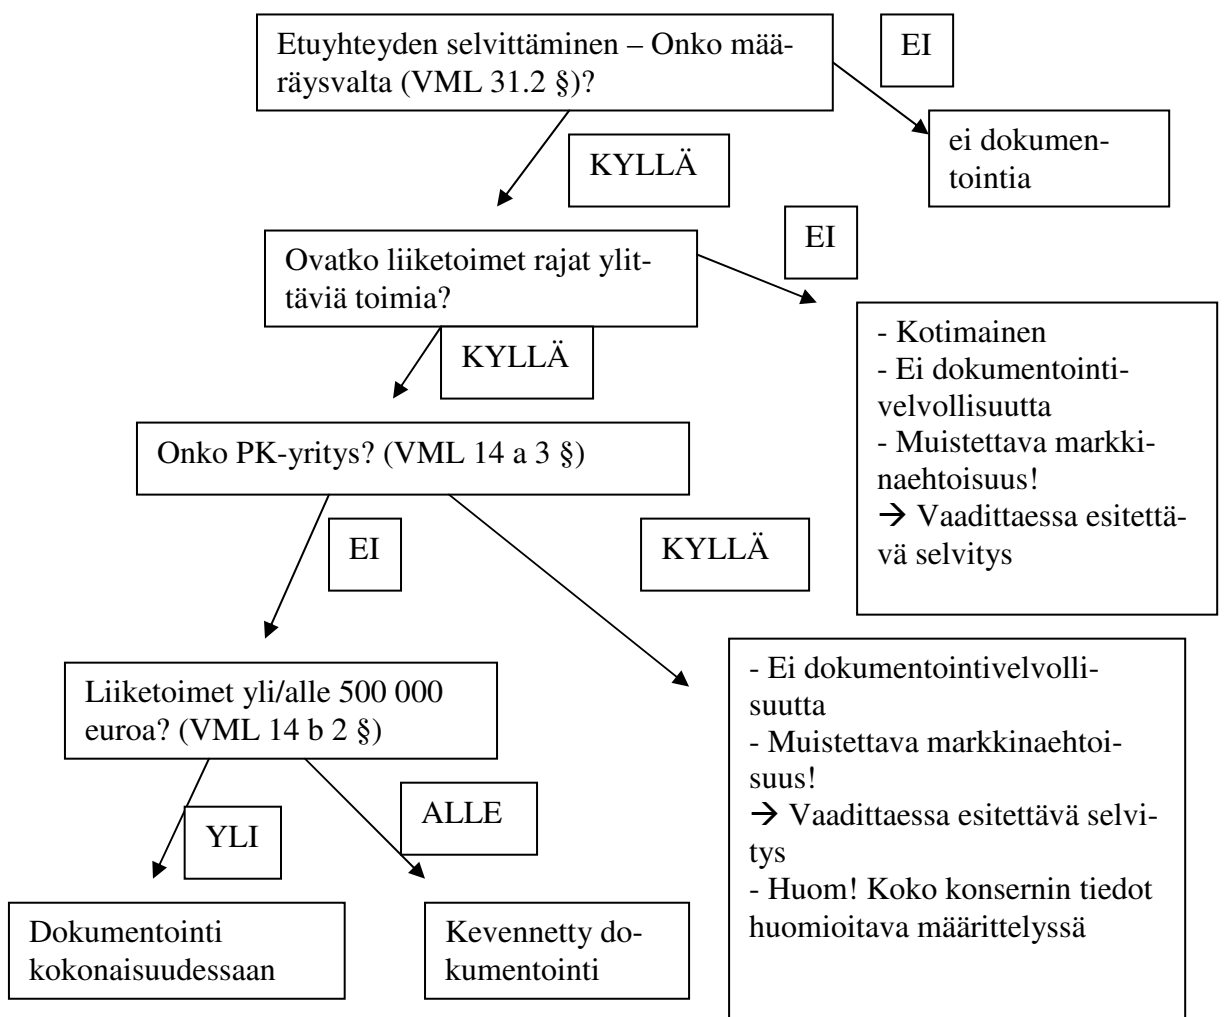 Etuyhteyden selvittäminen – Onko mää-
räysvalta (VML 31.2 §)?
EI
ei dokumen-
tointia
KYLLÄ
Ovatko liiketoimet rajat ylit-
täviä toimia?
EI
- Kotimainen
- Ei dokumentointi-
velvollisuutta
- Muistettava markki-
naehtoisuus!
→ Vaadittaessa esitettä-
vä selvitys
KYLLÄ
Onko PK-yritys? (VML 14 a 3 §)
EI
KYLLÄ
- Ei dokumentointivelvolli-
suutta
- Muistettava markkinaehtoi-
suus!
→ Vaadittaessa esitettävä selvi-
tys
- Huom! Koko konsernin tiedot
huomioitava määrittelyssä
Liiketoimet yli/alle 500 000
euroa? (VML 14 b 2 §)
YLI
ALLE
Dokumentointi
kokonaisuudessaan
Kevennetty do-
kumentointi